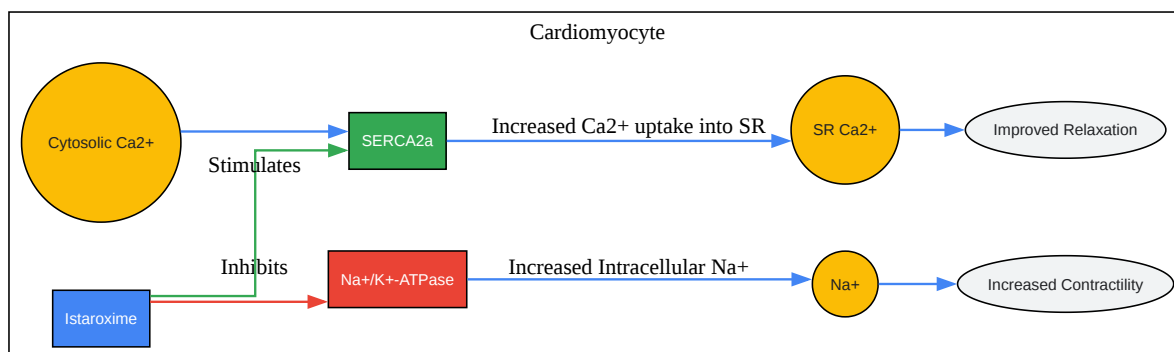 Cardiomyocyte
Cytosolic Ca2+
Stimulates
SERCA2a
Increased Ca2+ uptake into SR
SR Ca2+
Improved Relaxation
Istaroxime
Inhibits
Na+/K+-ATPase
Increased Intracellular Na+
Na+
Increased Contractility